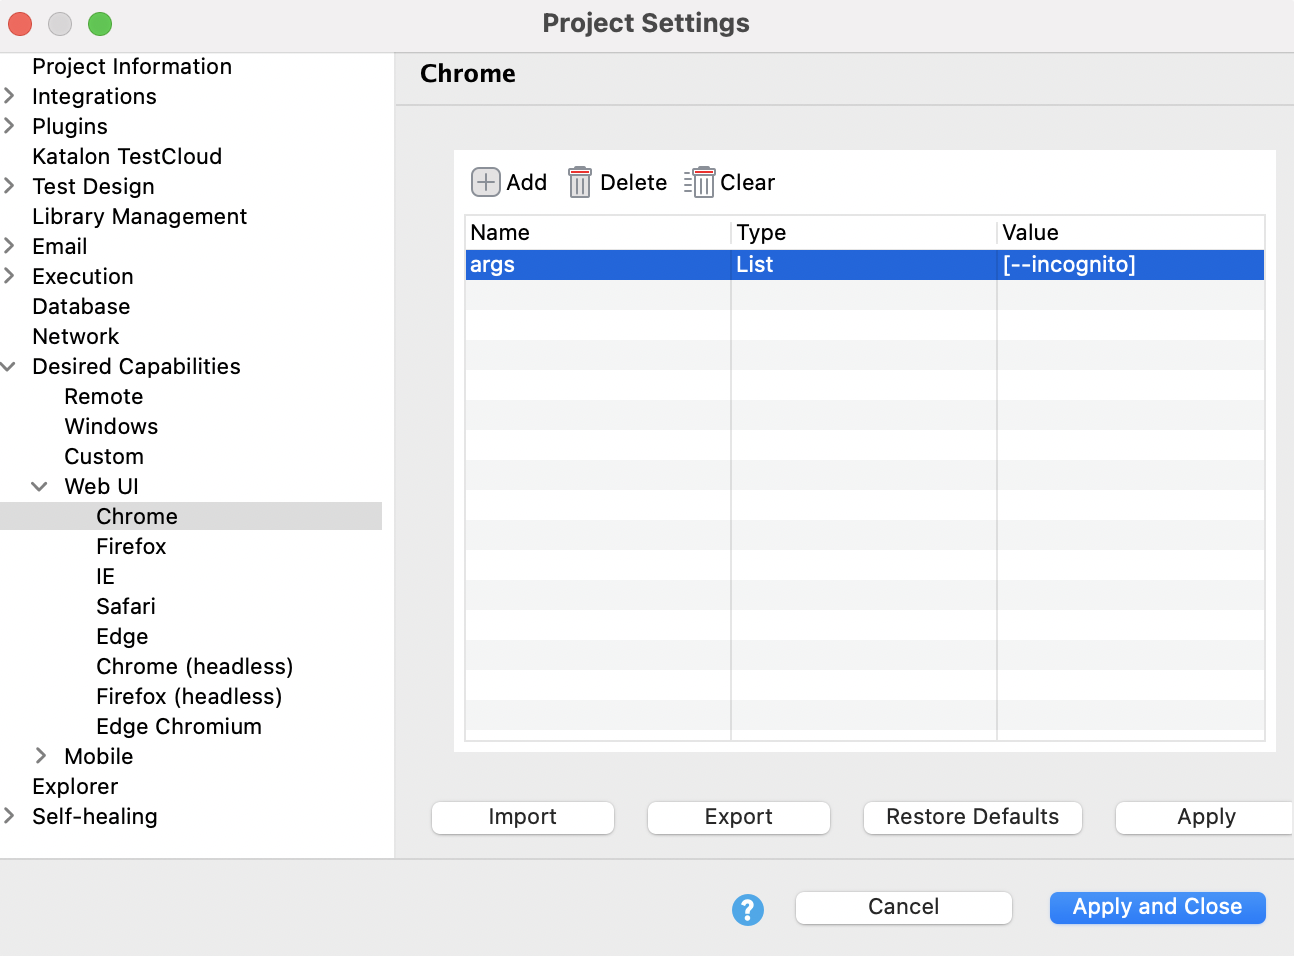 Project Settings
Project Information
Integrations
Plugins
Katalon TestCloud
Test Design
Library Management
Email
Execution
Database
Network
Desired Capabilities
Remote
Windows
Custom
Web UI
Chrome
Firefox
IE
Safari
Edge
Chrome (headless)
Firefox (headless)
Edge Chromium
Mobile
Explorer
Self-healing
Chrome
Add Delete Clear
Name Type Value
args List [--incognito]
Import Export Restore Defaults Apply
? Cancel Apply and Close